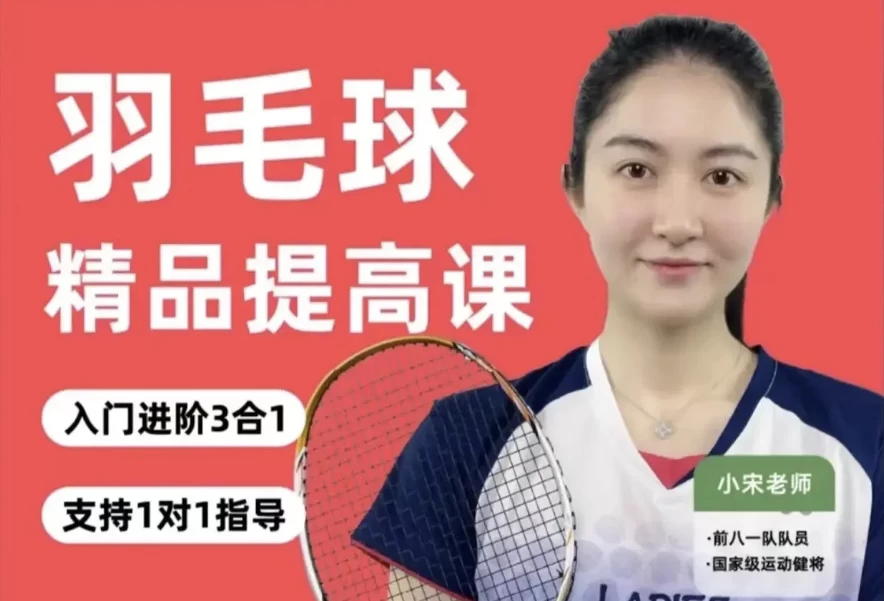 羽毛球
精品提高课
入门进阶3合1
支持1对1指导
小宋老师
·前八一队队员
·国家级运动健将
LADIES